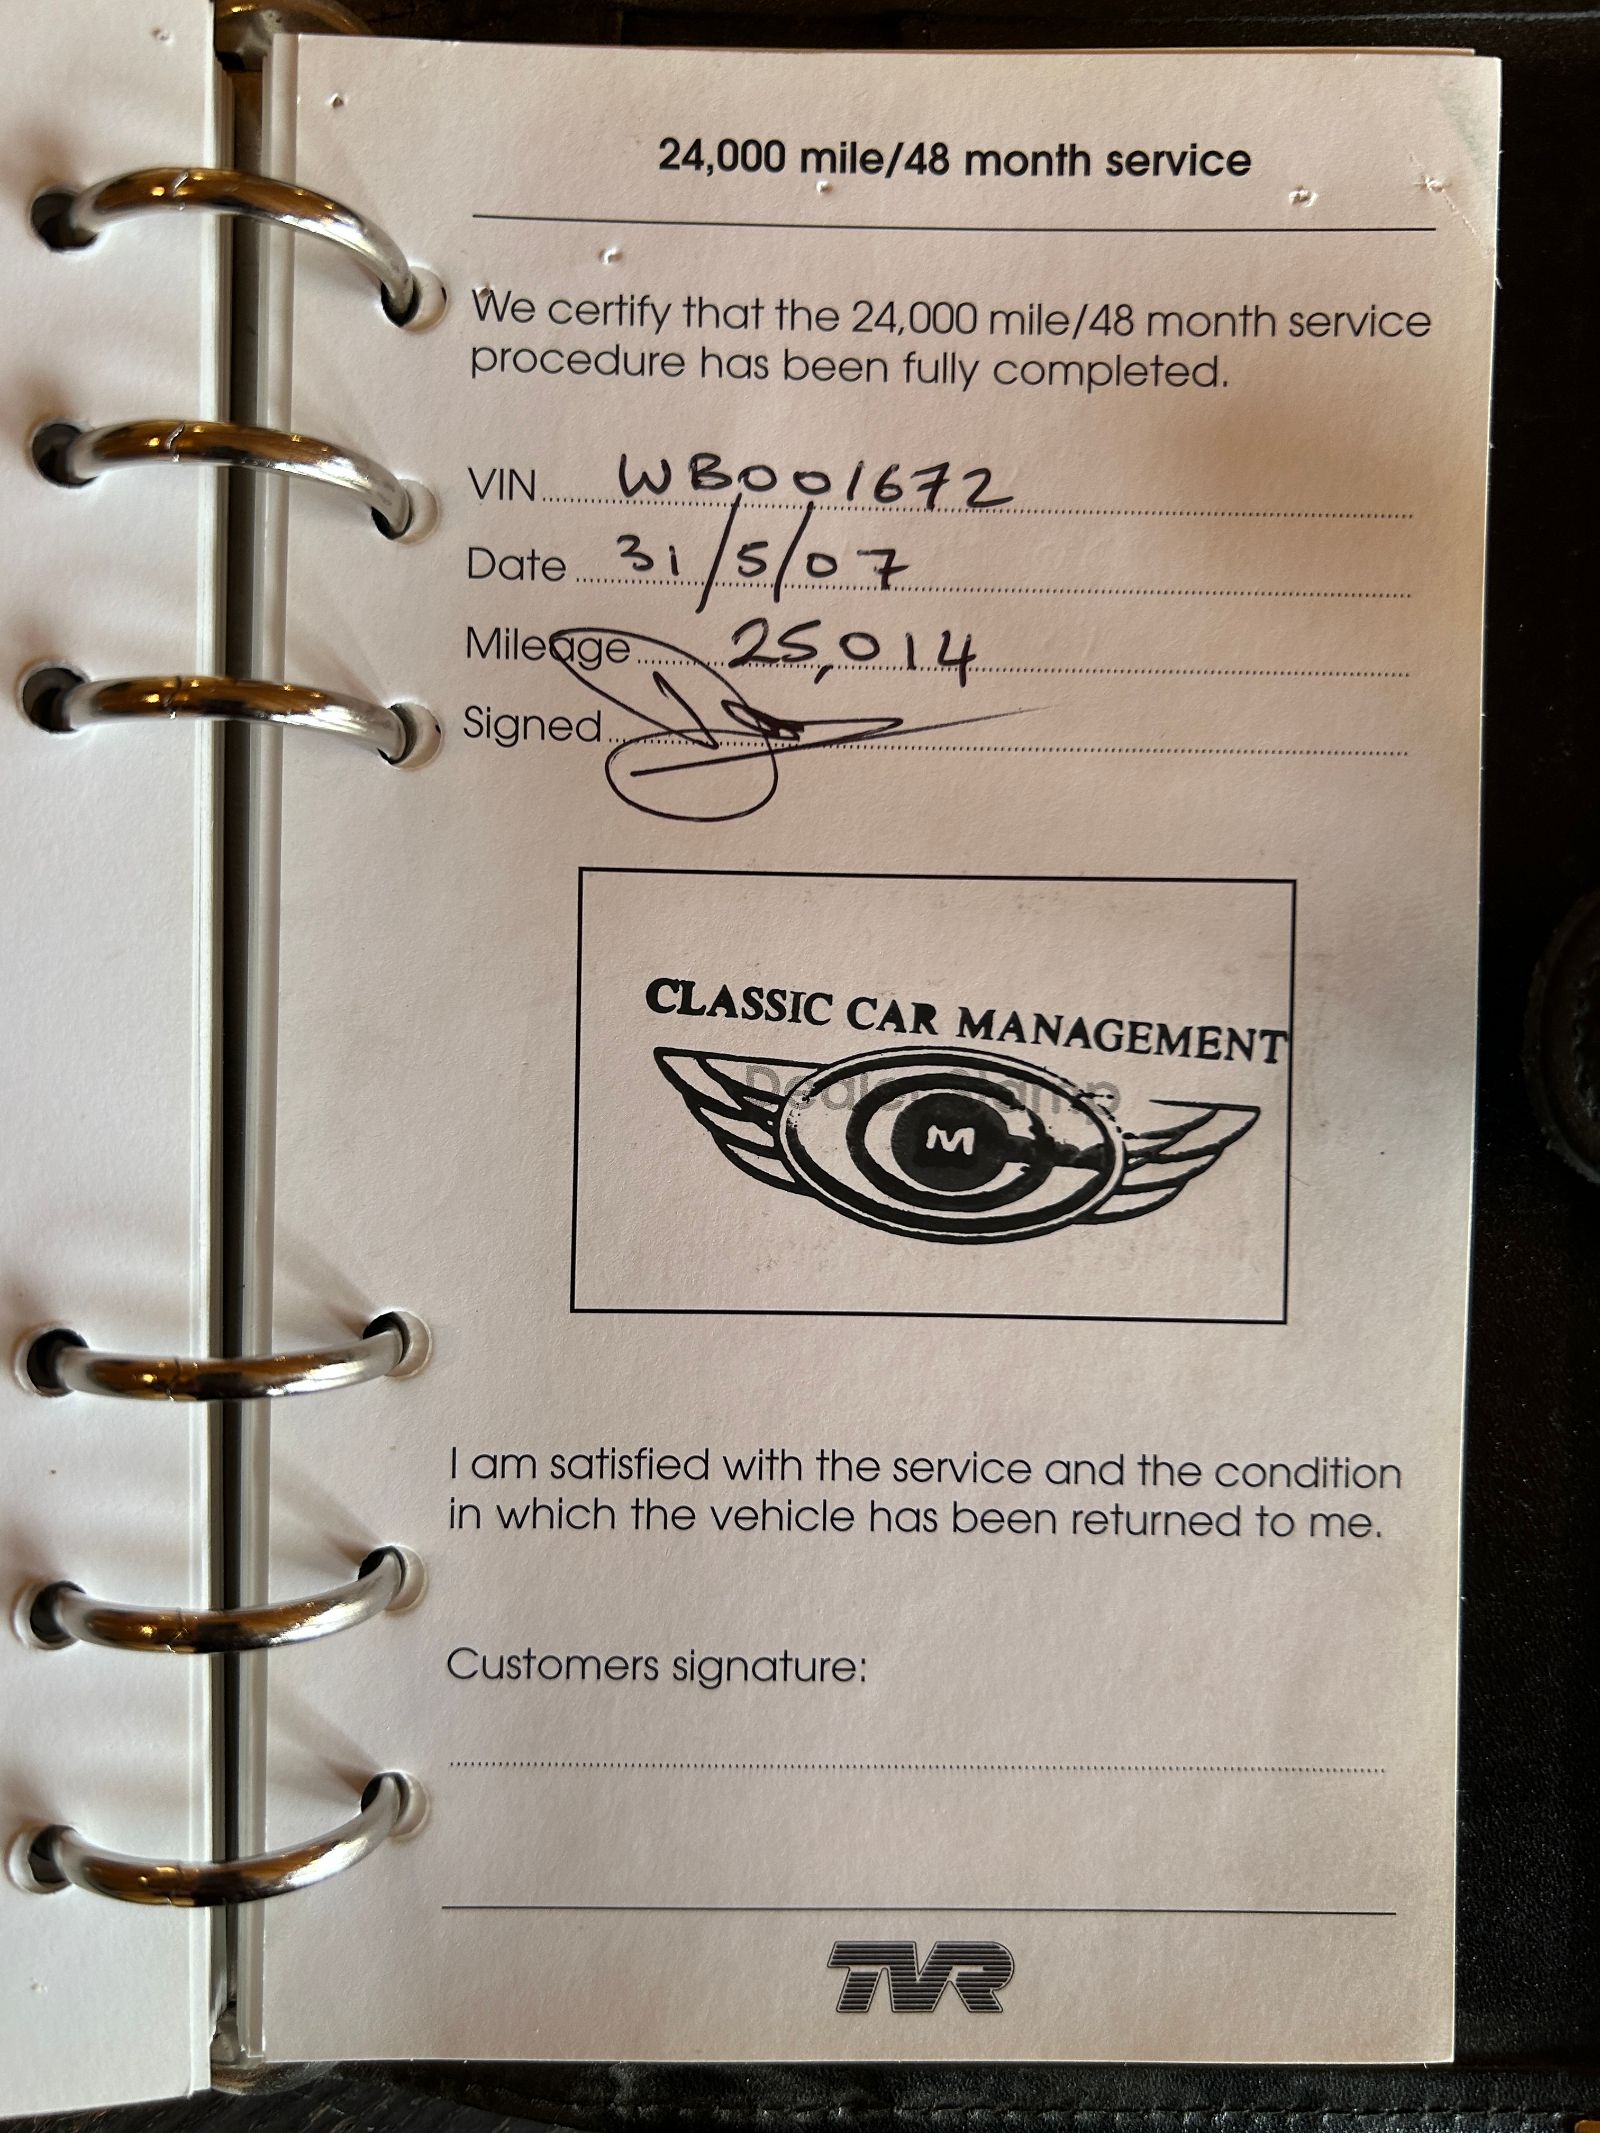 24,000 mile/48 month service
We certify that the 24,000 mile/48 month service
procedure has been fully completed.
VIN WB001672
Date 31/5/07
Mileage 25,014
Signed
CLASSIC CAR MANAGEMENT
Dealer Stamp
M
I am satisfied with the service and the condition
in which the vehicle has been returned to me.
Customers signature:
TVR